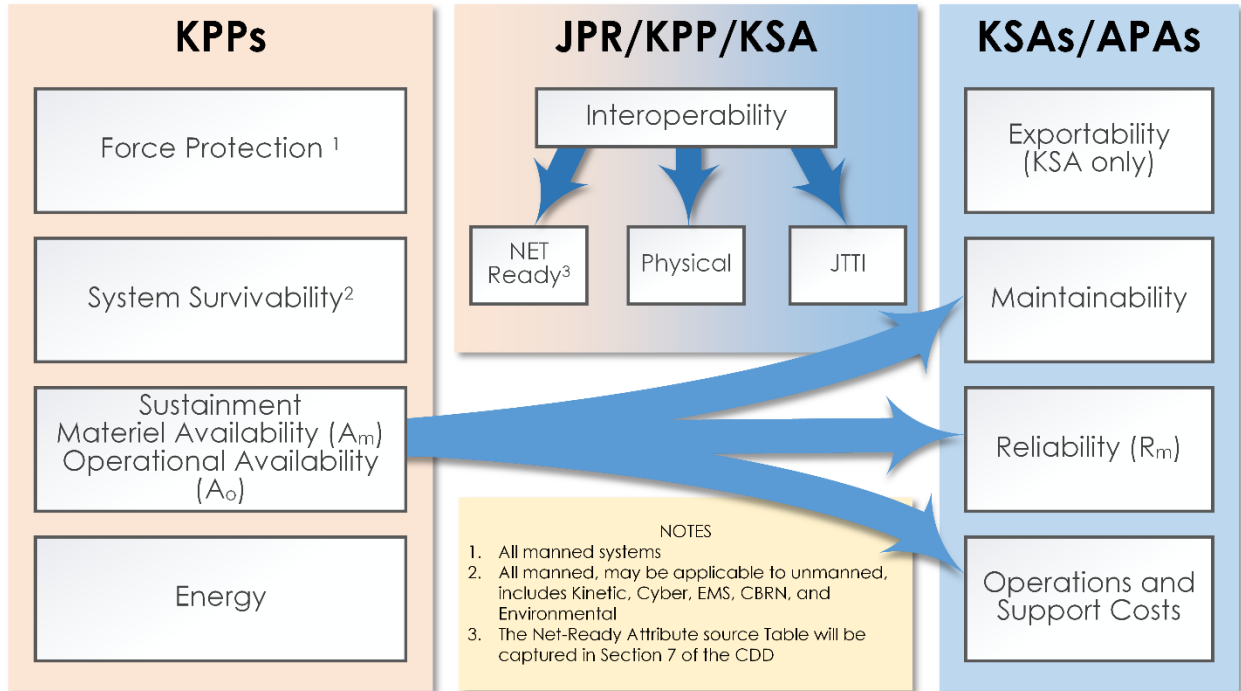 KPPs
Force Protection ¹
System Survivability²
Sustainment
Materiel Availability (Aₘ)
Operational Availability
(Aₒ)
Energy
JPR/KPP/KSA
Interoperability
NET
Ready³
Physical
JTTI
NOTES
1. All manned systems
2. All manned, may be applicable to unmanned,
includes Kinetic, Cyber, EMS, CBRN, and
Environmental
3. The Net-Ready Attribute source Table will be
captured in Section 7 of the CDD
KSAs/APAs
Exportability
(KSA only)
Maintainability
Reliability (Rₘ)
Operations and
Support Costs